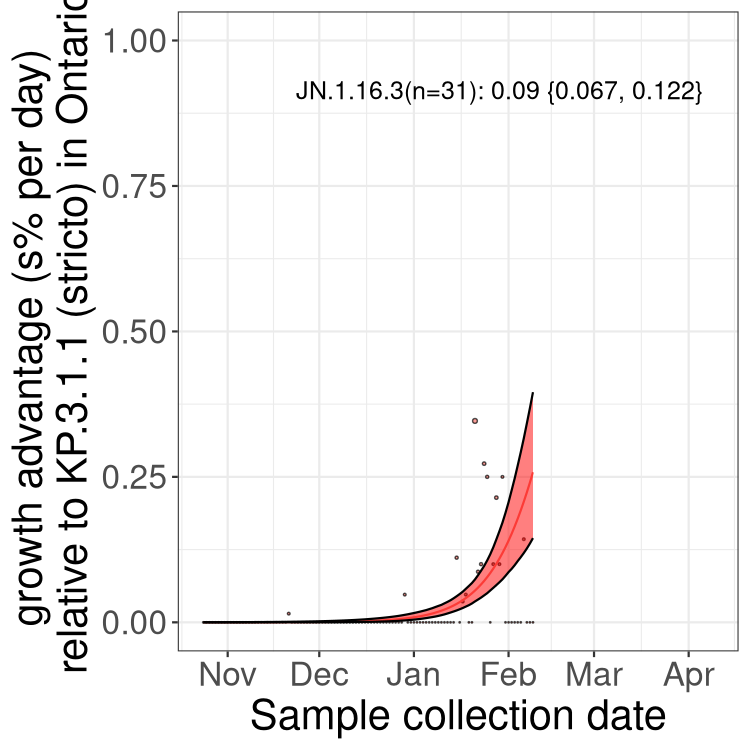 growth advantage (s% per day)
relative to KP.3.1.1 (stricto) in Ontario
1.00
0.75
0.50
0.25
0.00
JN.1.16.3(n=31): 0.09 {0.067, 0.122}
Nov Dec Jan Feb Mar Apr
Sample collection date